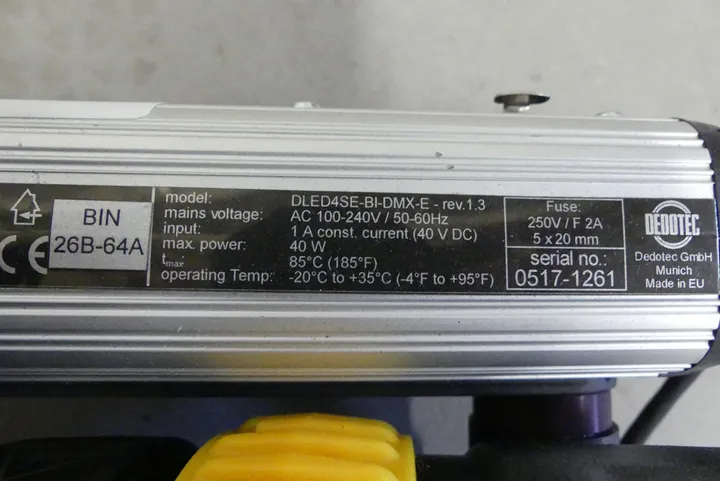 CE
BIN
26B-64A
model: DLED4SE-BI-DMX-E - rev.1.3
mains voltage: AC 100-240V / 50-60Hz
input: 1 A const. current (40 V DC)
max. power: 40 W
tmax: 85°C (185°F)
operating Temp: -20°C to +35°C (-4°F to +95°F)
Fuse:
250V / F 2A
5 x 20 mm
serial no.:
0517-1261
DEDOTEC
Dedotec GmbH
Munich
Made in EU